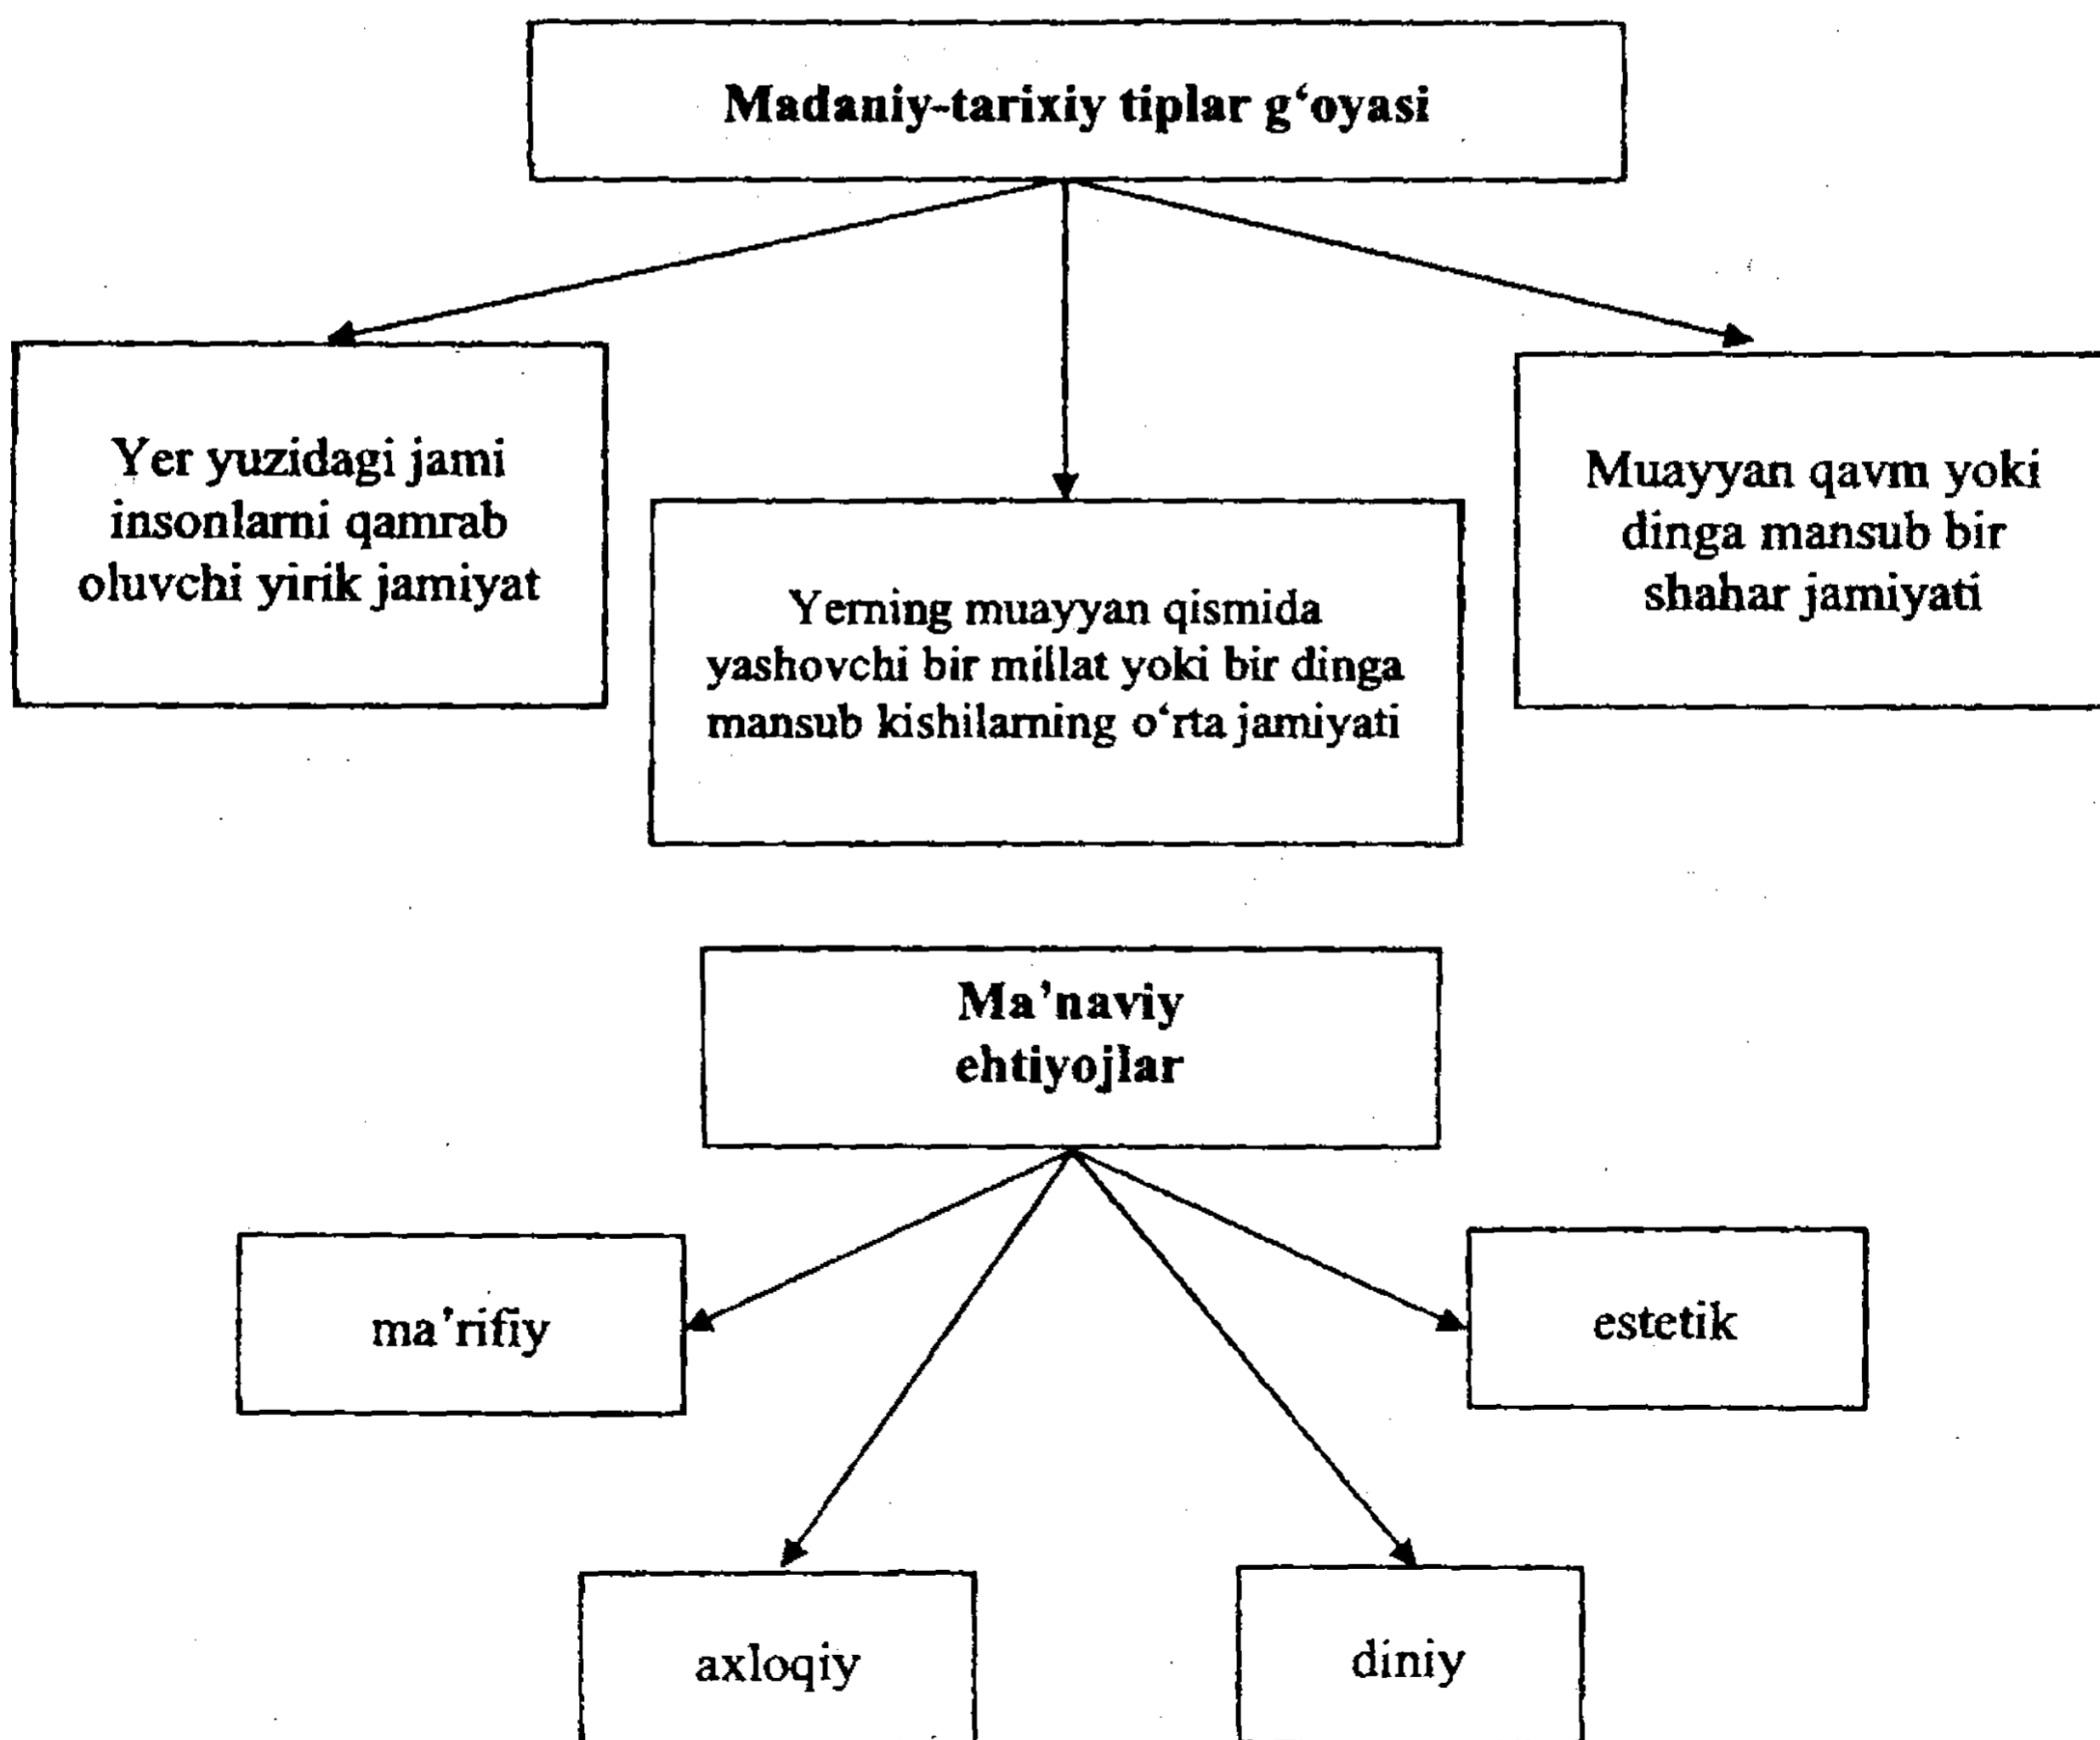 Madaniy-tarixiy tiplar g‘oyasi
Yer yuzidagi jami
insonlarni qamrab
oluvchi yirik jamiyat
Yerning muayyan qismida
yashovchi bir millat yoki bir dinga
mansub kishilarning o‘rta jamiyati
Muayyan qavm yoki
dinga mansub bir
shahar jamiyati
Ma’naviy
ehtiyojlar
ma’rifiy
estetik
axloqiy
diniy